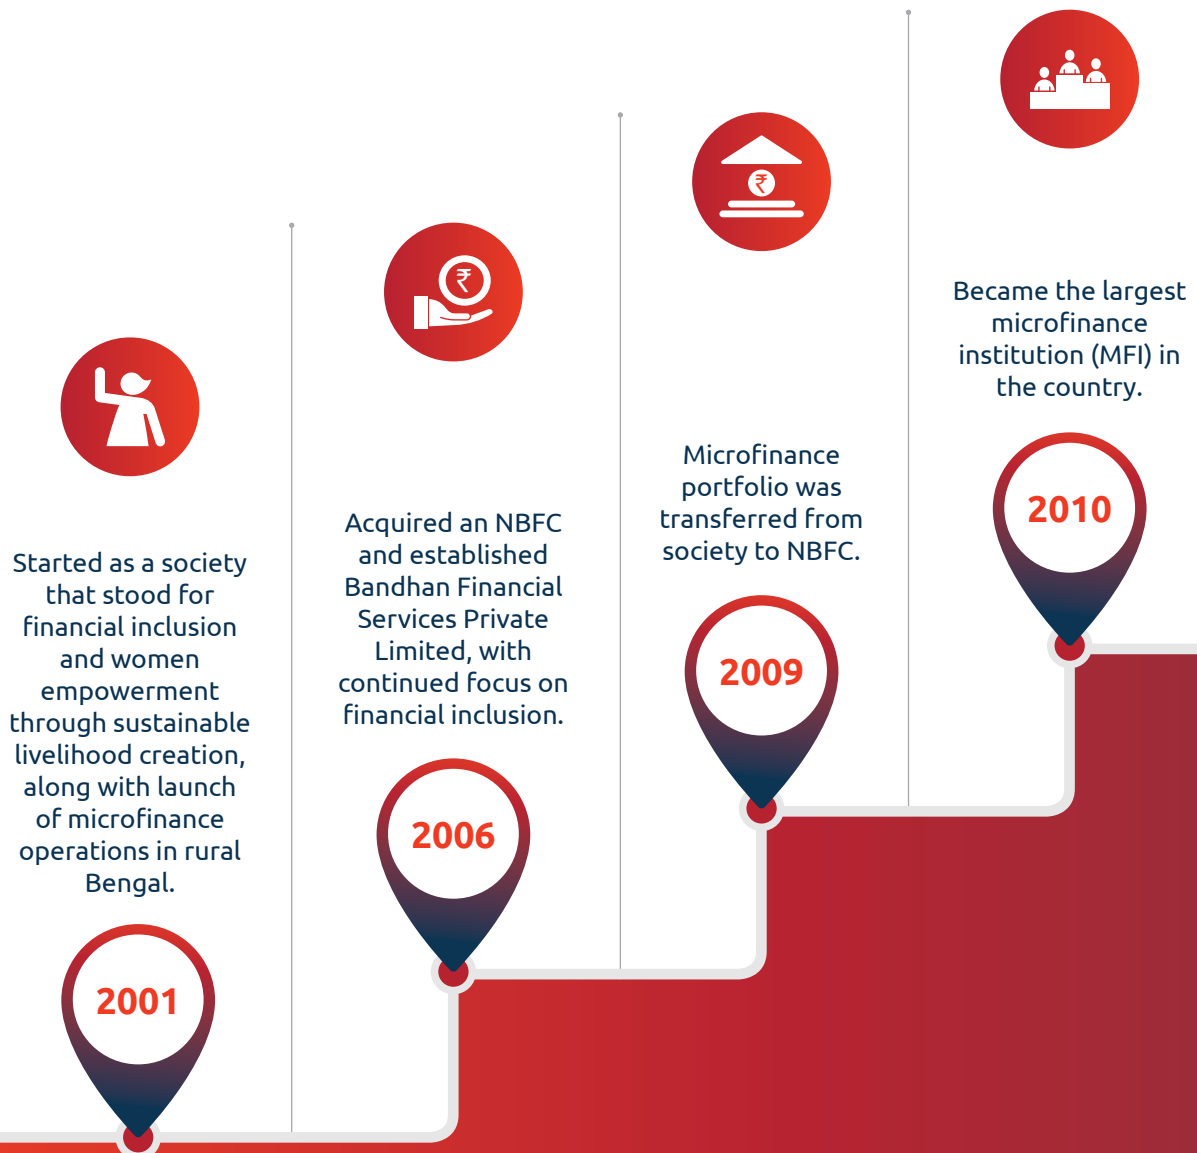 Started as a society
that stood for
financial inclusion
and women
empowerment
through sustainable
livelihood creation,
along with launch
of microfinance
operations in rural
Bengal.
2001
₹
Acquired an NBFC
and established
Bandhan Financial
Services Private
Limited, with
continued focus on
financial inclusion.
2006
₹
Microfinance
portfolio was
transferred from
society to NBFC.
2009
Became the largest
microfinance
institution (MFI) in
the country.
2010